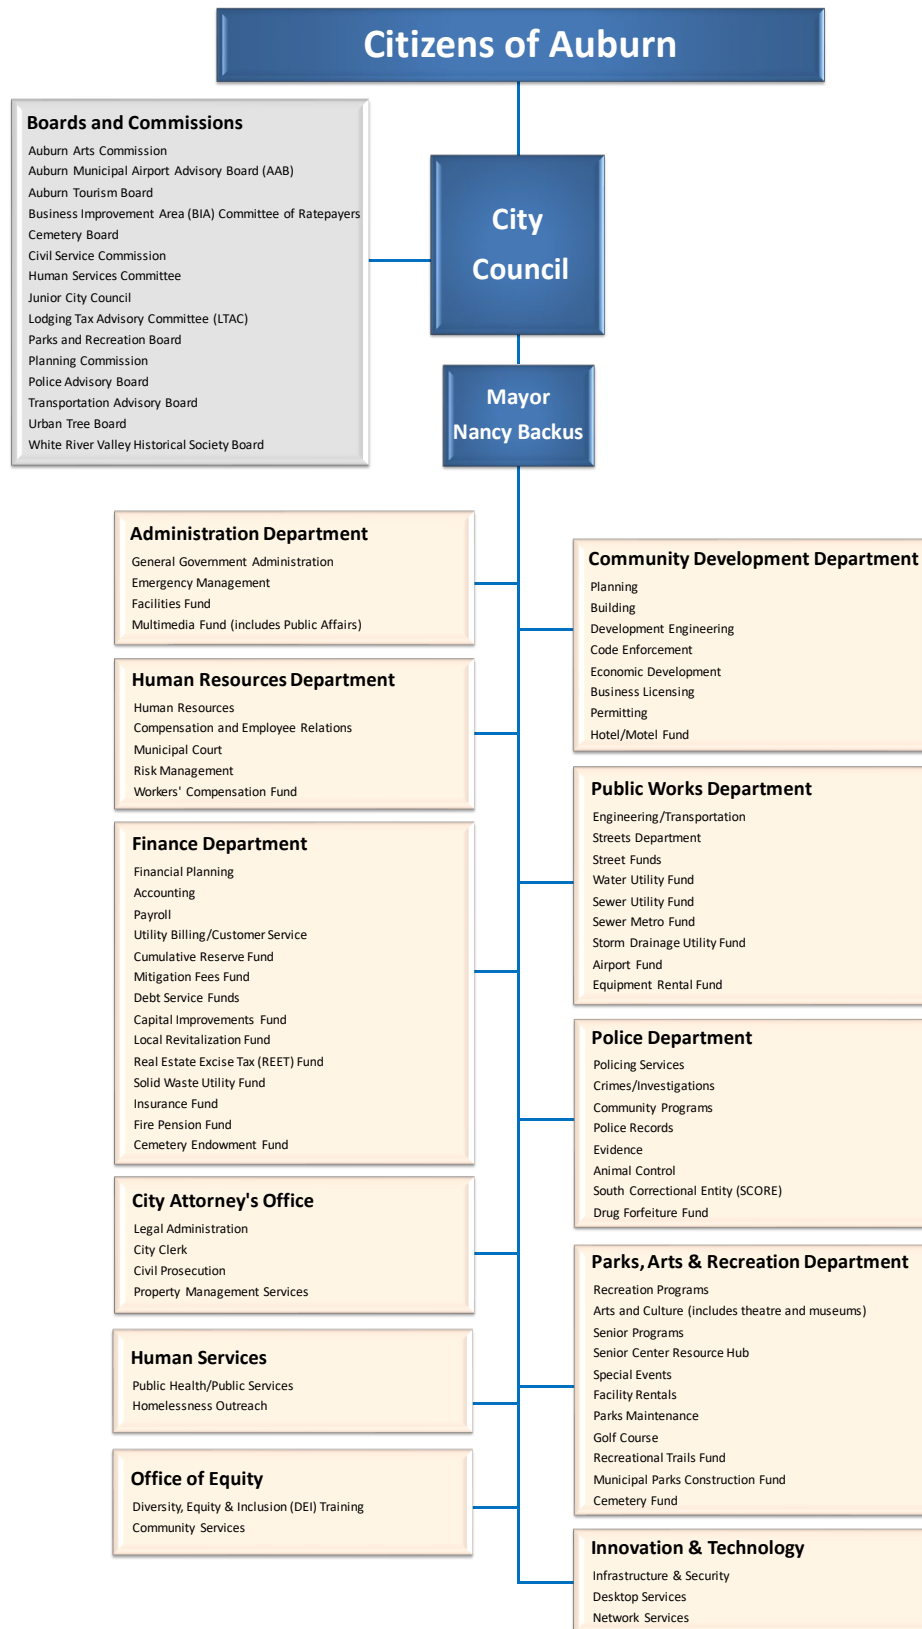 Citizens of Auburn
Boards and Commissions
Auburn Arts Commission
Auburn Municipal Airport Advisory Board (AAB)
Auburn Tourism Board
Business Improvement Area (BIA) Committee of Ratepayers
Cemetery Board
Civil Service Commission
Human Services Committee
Junior City Council
Lodging Tax Advisory Committee (LTAC)
Parks and Recreation Board
Planning Commission
Police Advisory Board
Transportation Advisory Board
Urban Tree Board
White River Valley Historical Society Board
City
Council
Mayor
Nancy Backus
Administration Department
General Government Administration
Emergency Management
Facilities Fund
Multimedia Fund (includes Public Affairs)
Human Resources Department
Human Resources
Compensation and Employee Relations
Municipal Court
Risk Management
Workers' Compensation Fund
Finance Department
Financial Planning
Accounting
Payroll
Utility Billing/Customer Service
Cumulative Reserve Fund
Mitigation Fees Fund
Debt Service Funds
Capital Improvements Fund
Local Revitalization Fund
Real Estate Excise Tax (REET) Fund
Solid Waste Utility Fund
Insurance Fund
Fire Pension Fund
Cemetery Endowment Fund
City Attorney's Office
Legal Administration
City Clerk
Civil Prosecution
Property Management Services
Human Services
Public Health/Public Services
Homelessness Outreach
Office of Equity
Diversity, Equity & Inclusion (DEI) Training
Community Services
Community Development Department
Planning
Building
Development Engineering
Code Enforcement
Economic Development
Business Licensing
Permitting
Hotel/Motel Fund
Public Works Department
Engineering/Transportation
Streets Department
Street Funds
Water Utility Fund
Sewer Utility Fund
Sewer Metro Fund
Storm Drainage Utility Fund
Airport Fund
Equipment Rental Fund
Police Department
Policing Services
Crimes/Investigations
Community Programs
Police Records
Evidence
Animal Control
South Correctional Entity (SCORE)
Drug Forfeiture Fund
Parks, Arts & Recreation Department
Recreation Programs
Arts and Culture (includes theatre and museums)
Senior Programs
Senior Center Resource Hub
Special Events
Facility Rentals
Parks Maintenance
Golf Course
Recreational Trails Fund
Municipal Parks Construction Fund
Cemetery Fund
Innovation & Technology
Infrastructure & Security
Desktop Services
Network Services